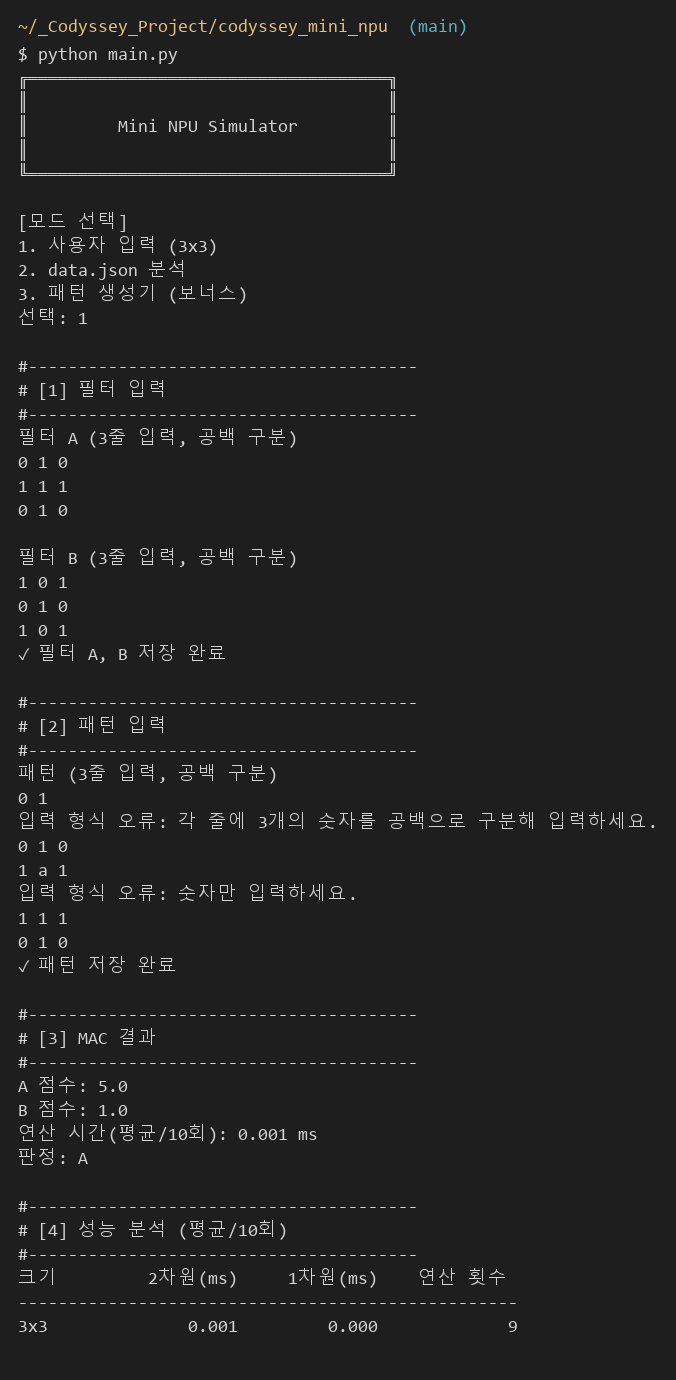 ~/_Codyssey_Project/codyssey_mini_npu (main)
$ python main.py
Mini NPU Simulator
[모드 선택]
1. 사용자 입력 (3x3)
2. data.json 분석
3. 패턴 생성기 (보너스)
선택: 1
#---------------------------------------
# [1] 필터 입력
#---------------------------------------
필터 A (3줄 입력, 공백 구분)
0 1 0
1 1 1
0 1 0
필터 B (3줄 입력, 공백 구분)
1 0 1
0 1 0
1 0 1
✓ 필터 A, B 저장 완료
#---------------------------------------
# [2] 패턴 입력
#---------------------------------------
패턴 (3줄 입력, 공백 구분)
0 1
입력 형식 오류: 각 줄에 3개의 숫자를 공백으로 구분해 입력하세요.
0 1 0
1 a 1
입력 형식 오류: 숫자만 입력하세요.
1 1 1
0 1 0
✓ 패턴 저장 완료
#---------------------------------------
# [3] MAC 결과
#---------------------------------------
A 점수: 5.0
B 점수: 1.0
연산 시간(평균/10회): 0.001 ms
판정: A
#---------------------------------------
# [4] 성능 분석 (평균/10회)
#---------------------------------------
크기 2차원(ms) 1차원(ms) 연산 횟수
--------------------------------------------------
3x3 0.001 0.000 9